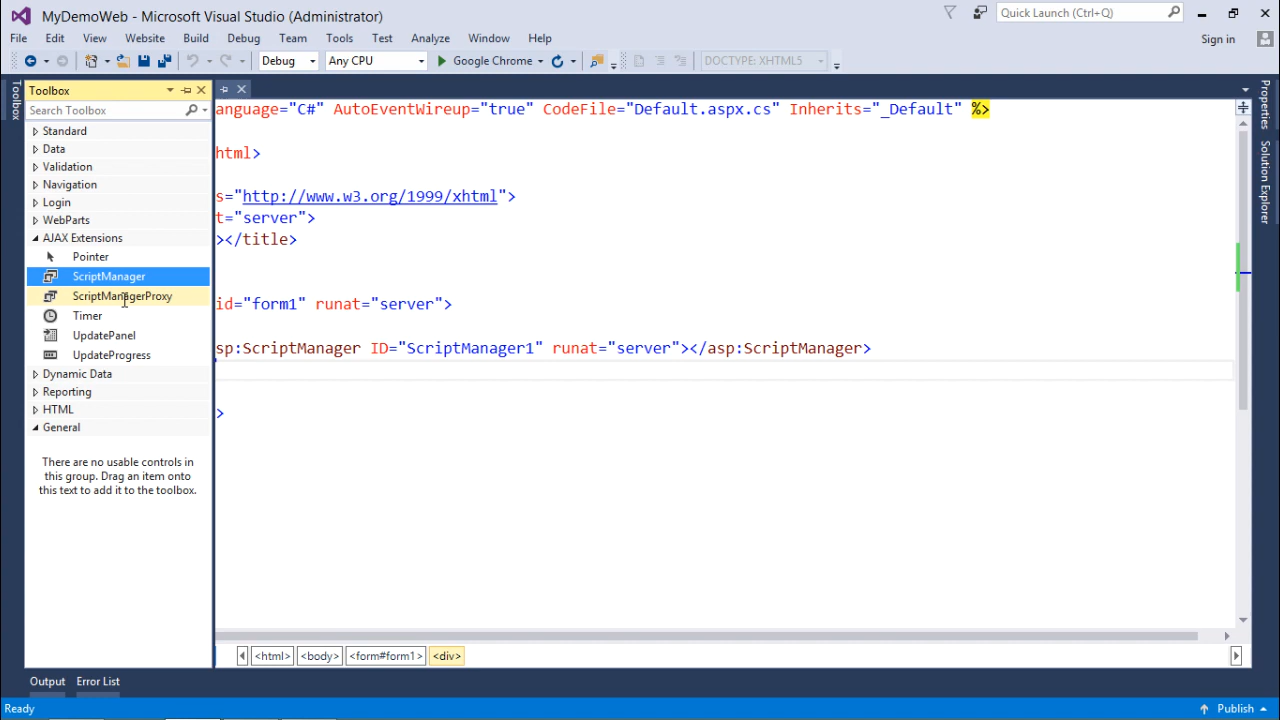 MyDemoWeb - Microsoft Visual Studio (Administrator)
Quick Launch (Ctrl+Q)
File Edit View Website Build Debug Team Tools Test Analyze Window Help
Sign in
Debug Any CPU Google Chrome DOCTYPE: XHTML5
Toolbox
Toolbox
Search Toolbox
Standard
Data
Validation
Navigation
Login
WebParts
AJAX Extensions
Pointer
ScriptManager
ScriptManagerProxy
Timer
UpdatePanel
UpdateProgress
Dynamic Data
Reporting
HTML
General
There are no usable controls in
this group. Drag an item onto
this text to add it to the toolbox.
anguage="C#" AutoEventWireup="true" CodeFile="Default.aspx.cs" Inherits="_Default" %>
html>
s="http://www.w3.org/1999/xhtml">
t="server">
></title>
id="form1" runat="server">
sp:ScriptManager ID="ScriptManager1" runat="server"></asp:ScriptManager>
>
<html> <body> <form#form1> <div>
Properties
Solution Explorer
Output Error List
Ready
Publish